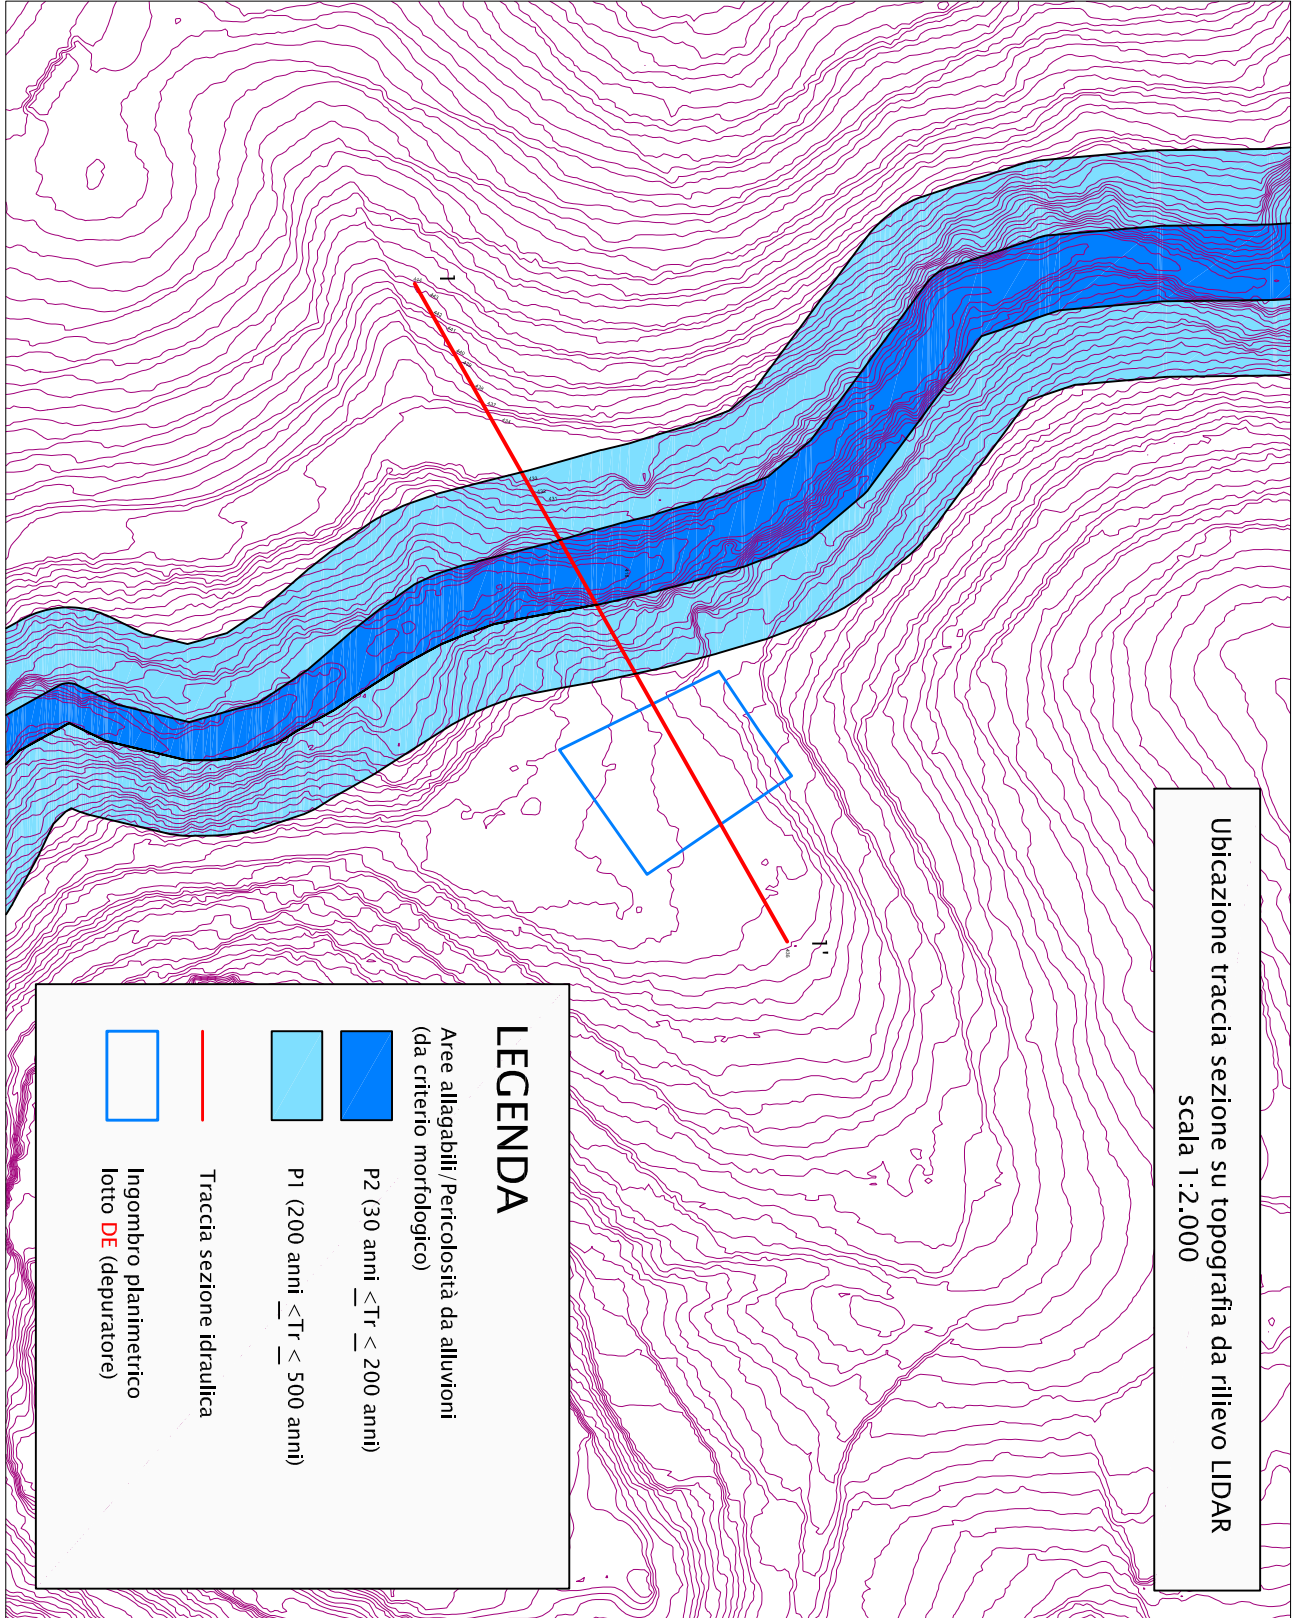 Ubicazione traccia sezione su topografia da rilievo LIDAR
scala 1:2.000
1
1"
LEGENDA
Aree allagabili/Pericolosità da alluvioni
(da criterio morfologico)
P2 (30 anni < Tr < 200 anni)
P1 (200 anni < Tr < 500 anni)
Traccia sezione idraulica
Ingombro planimetrico
lotto DE (depuratore)